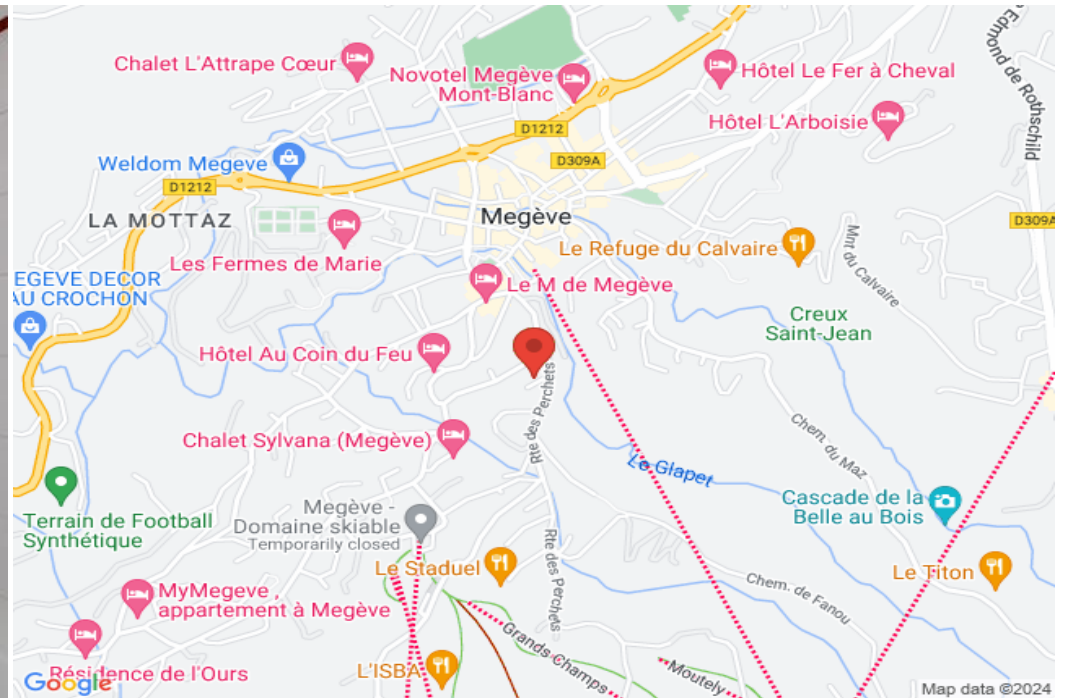 Chalet L'Attrape Cœur
Novotel Megève
Mont-Blanc
Hôtel Le Fer à Cheval
Edmond de Rothschild
Hôtel L'Arboisie
D1212
D309A
Weldom Megeve
D1212
LA MOTTAZ
Megève
D309A
Les Fermes de Marie
Le Refuge du Calvaire
Mnt du Calvaire
EGEVE DECOR
AU CROCHON
Le M de Megève
Creux
Saint-Jean
Hôtel Au Coin du Feu
Rte des Perchets
Chem. du Maz
Chalet Sylvana (Megève)
Le Glapet
Cascade de la
Belle au Bois
Terrain de Football
Synthétique
Megève -
Domaine skiable
Temporarily closed
Le Staduel
Rte des Perchets
Le Titon
Chem. de Fanou
MyMegeve ,
appartement à Megève
Grands Champs
Moutely
Résidence de l'Ours
L'ISBA
Google
Map data ©2024